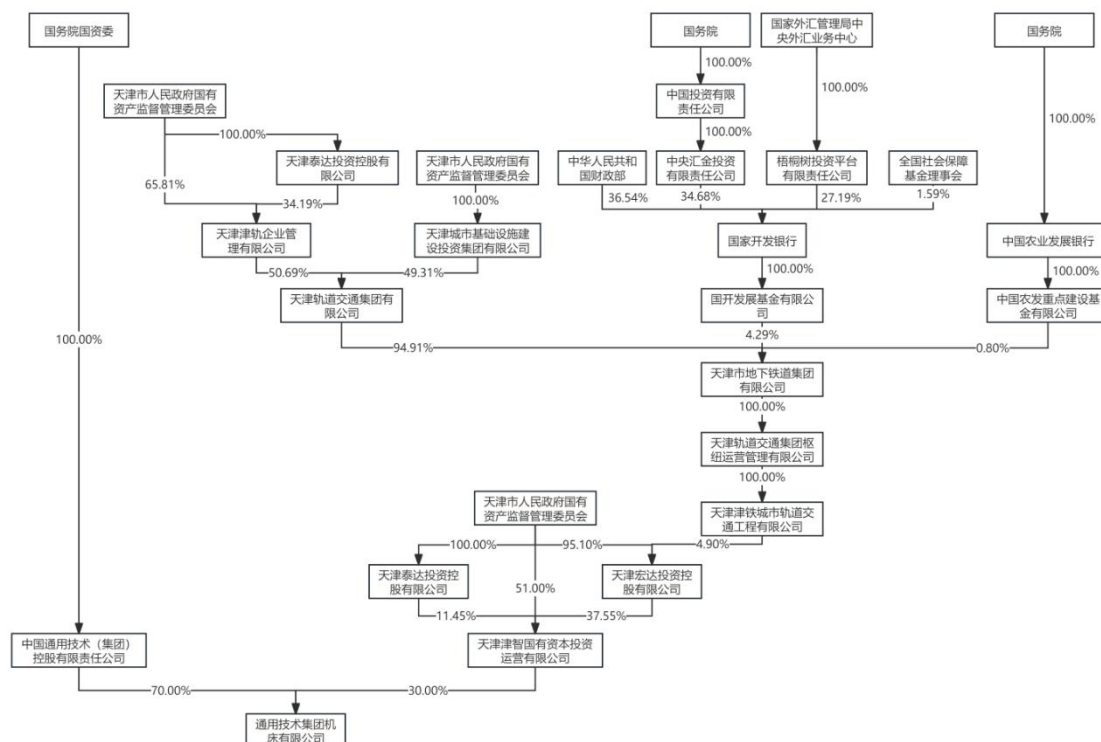 国务院国资委
国务院
国家外汇管理局中
央外汇业务中心
国务院
100.00%
天津市人民政府国有
资产监督管理委员会
中国投资有限
责任公司
100.00%
100.00%
100.00%
100.00%
天津泰达投资控股有
限公司
天津市人民政府国有
资产监督管理委员会
中华人民共和
国财政部
中央汇金投资
有限责任公司
梧桐树投资平台
有限责任公司
全国社会保障
基金理事会
65.81%
34.19%
100.00%
36.54%
34.68%
27.19%
1.59%
天津津轨企业管
理有限公司
天津城市基础设施建
设投资集团有限公司
国家开发银行
中国农业发展银行
50.69%
49.31%
100.00%
100.00%
天津轨道交通集团有
限公司
国开发展基金有限公
司
中国农发重点建设基
金有限公司
100.00%
94.91%
4.29%
0.80%
天津市地下铁道集团
有限公司
100.00%
天津轨道交通集团枢
纽运营管理有限公司
100.00%
天津市人民政府国有
资产监督管理委员会
天津津铁城市轨道交
通工程有限公司
100.00%
95.10%
4.90%
天津泰达投资控
股有限公司
天津宏达投资控
股有限公司
51.00%
11.45%
37.55%
中国通用技术（集团）
控股有限责任公司
天津津智国有资本投资
运营有限公司
70.00%
30.00%
通用技术集团机
床有限公司